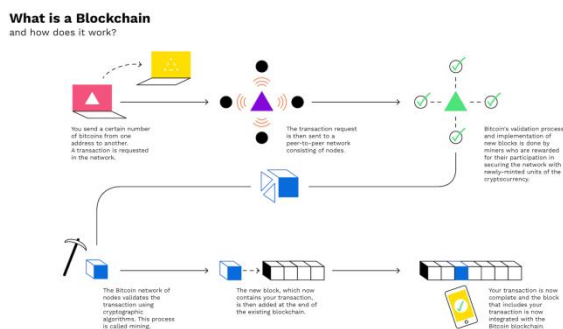 What is a Blockchain
and how does it work?
You send a certain number
of bitcoins from one
address to another.
A transaction is requested
in the network.
The transaction request
is then sent to a
peer-to-peer network
consisting of nodes.
Bitcoin's validation process
and implementation of
new blocks is done by
miners who are rewarded
for their participation in
securing the network with
newly-minted units of the
cryptocurrency.
The Bitcoin network of
nodes validates the
transaction using
cryptographic
algorithms. This process
is called mining.
The new block, which now
contains your transaction,
is then added at the end of
the existing blockchain.
Your transaction is now
complete and the block
that includes your
transaction is now
integrated with the
Bitcoin blockchain.